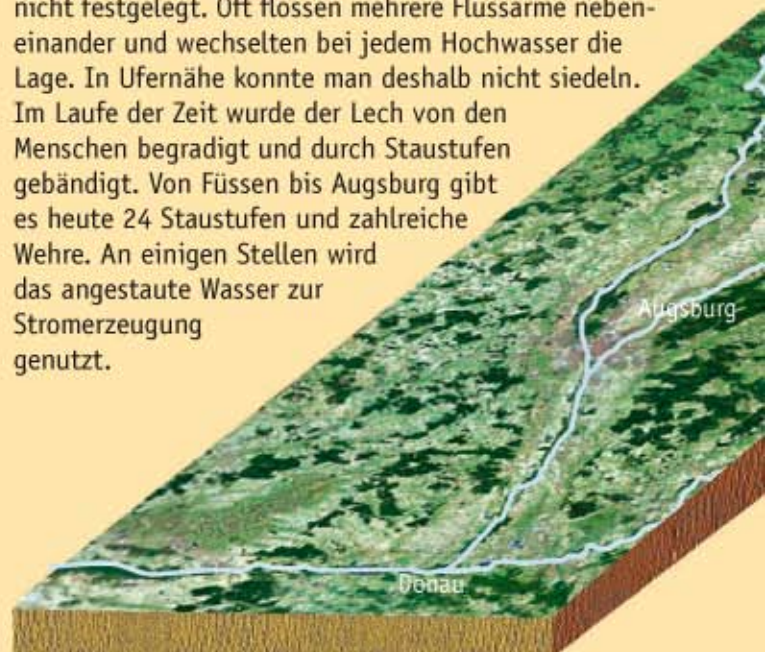 nicht festgelegt. Oft flossen mehrere Flussarme neben-
einander und wechselten bei jedem Hochwasser die
Lage. In Ufernähe konnte man deshalb nicht siedeln.
Im Laufe der Zeit wurde der Lech von den
Menschen begradigt und durch Staustufen
gebändigt. Von Füssen bis Augsburg gibt
es heute 24 Staustufen und zahlreiche
Wehre. An einigen Stellen wird
das angestaute Wasser zur
Stromerzeugung
genutzt.
Augsburg
Donau